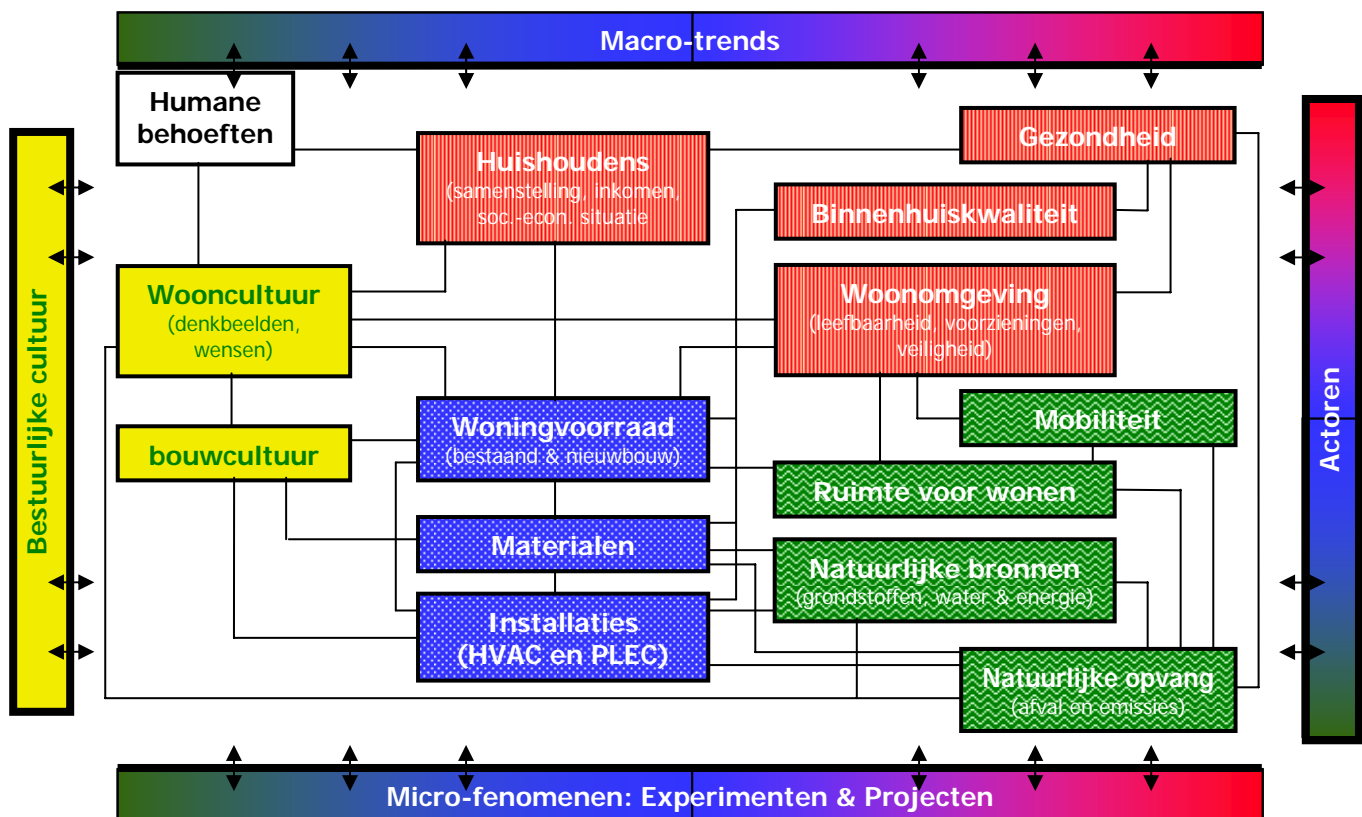 Macro-trends
Humane
behoeften
Huishoudens
(samenstelling, inkomen,
soc.-econ. situatie
Gezondheid
Binnenhuiskwaliteit
Wooncultuur
(denkbeelden,
wensen)
Woonomgeving
(leefbaarheid, voorzieningen,
veiligheid)
bouwcultuur
Woningvoorraad
(bestaand & nieuwbouw)
Mobiliteit
Ruimte voor wonen
Materialen
Natuurlijke bronnen
(grondstoffen, water & energie)
Installaties
(HVAC en PLEC)
Natuurlijke opvang
(afval en emissies)
Bestuurlijke cultuur
Actoren
Micro-fenomenen: Experimenten & Projecten